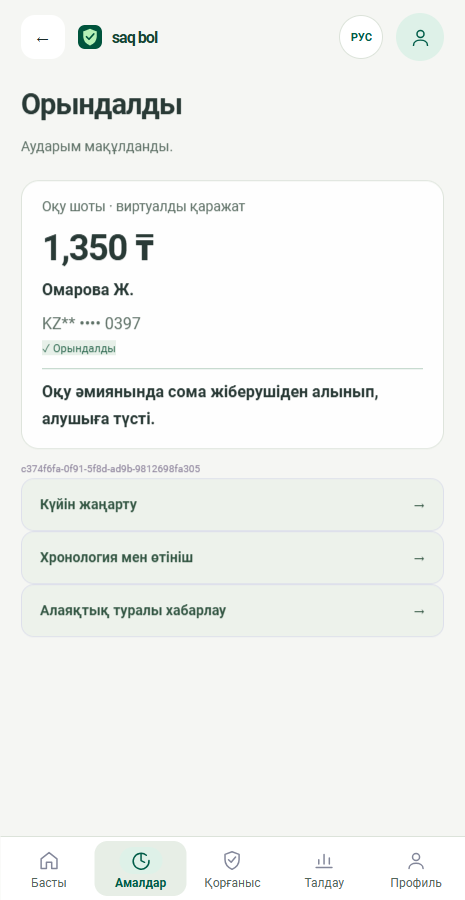 ←
saq bol
РУС
Орындалды
Аударым мақұлданды.
Оқу шоты · виртуалды қаражат
1,350 ₸
Омарова Ж.
KZ** •••• 0397
✓ Орындалды
Оқу әмиянында сома жіберушіден алынып,
алушыға түсті.
c374f6fa-0f91-5f8d-ad9b-9812698fa305
Күйін жаңарту →
Хронология мен өтініш →
Алаяқтық туралы хабарлау →
Басты
Амалдар
Қорғаныс
Талдау
Профиль